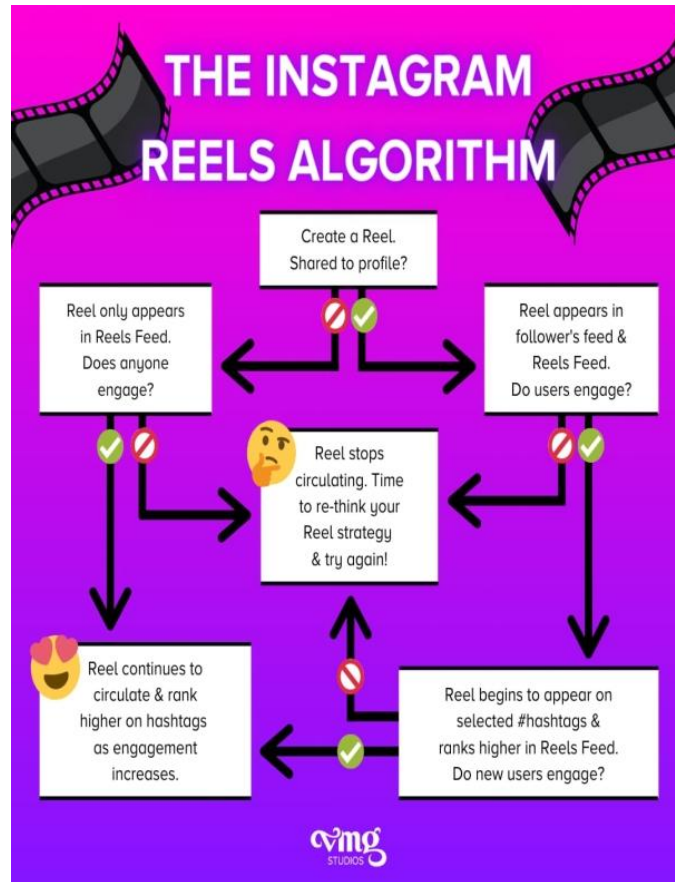 THE INSTAGRAM
REELS ALGORITHM
Create a Reel.
Shared to profile?
Reel only appears
in Reels Feed.
Does anyone
engage?
Reel appears in
follower's feed &
Reels Feed.
Do users engage?
Reel stops
circulating. Time
to re-think your
Reel strategy
& try again!
Reel continues to
circulate & rank
higher on hashtags
as engagement
increases.
Reel begins to appear on
selected #hashtags &
ranks higher in Reels Feed.
Do new users engage?
vmg
STUDIOS